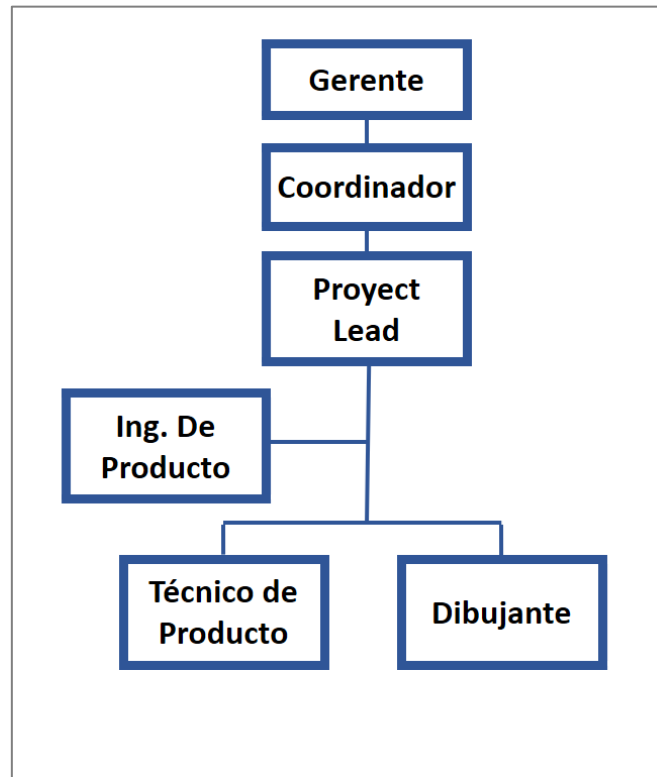 Gerente
Coordinador
Proyect
Lead
Ing. De
Producto
Técnico de
Producto
Dibujante